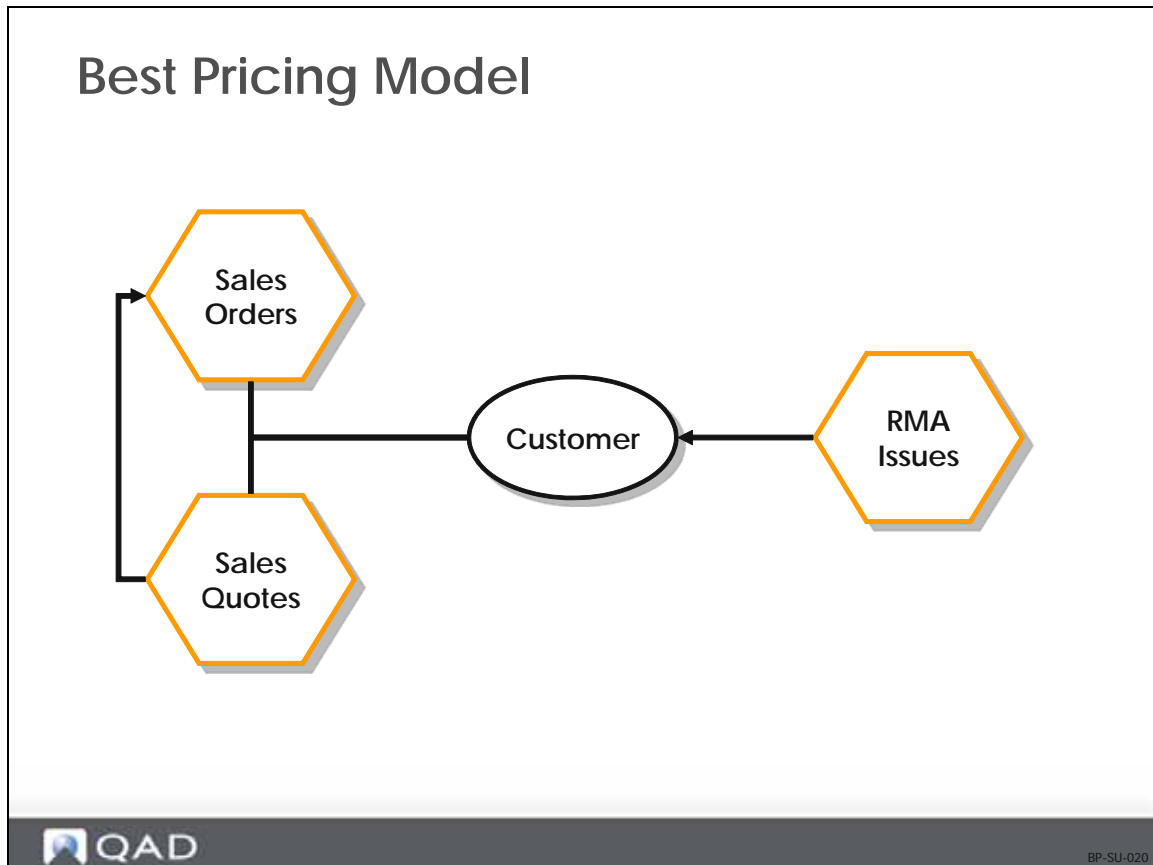 Best Pricing Model
Sales
Orders
Customer
RMA
Issues
Sales
Quotes
QAD
BP-SU-020